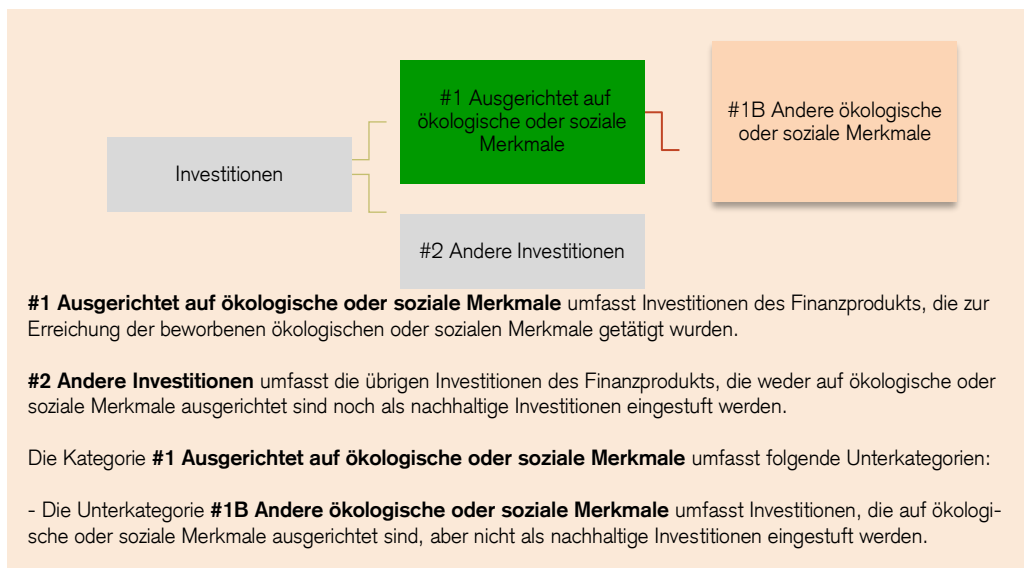 #1 Ausgerichtet auf
ökologische oder soziale
Merkmale
#1B Andere ökologische
oder soziale Merkmale
Investitionen
#2 Andere Investitionen
#1 Ausgerichtet auf ökologische oder soziale Merkmale umfasst Investitionen des Finanzprodukts, die zur
Erreichung der beworbenen ökologischen oder sozialen Merkmale getätigt wurden.
#2 Andere Investitionen umfasst die übrigen Investitionen des Finanzprodukts, die weder auf ökologische oder
soziale Merkmale ausgerichtet sind noch als nachhaltige Investitionen eingestuft werden.
Die Kategorie #1 Ausgerichtet auf ökologische oder soziale Merkmale umfasst folgende Unterkategorien:
- Die Unterkategorie #1B Andere ökologische oder soziale Merkmale umfasst Investitionen, die auf ökologi-
sche oder soziale Merkmale ausgerichtet sind, aber nicht als nachhaltige Investitionen eingestuft werden.